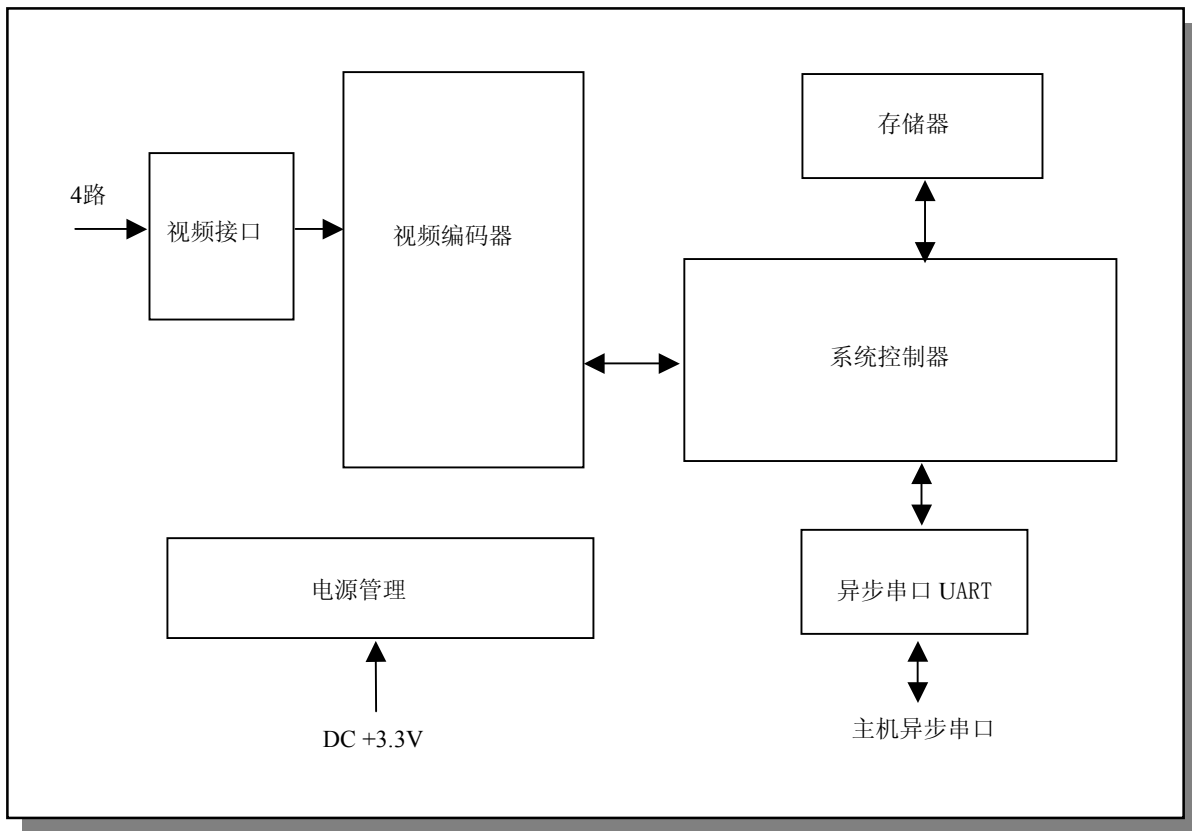 存储器
4路
视频接口
视频编码器
系统控制器
电源管理
异步串口 UART
DC +3.3V
主机异步串口